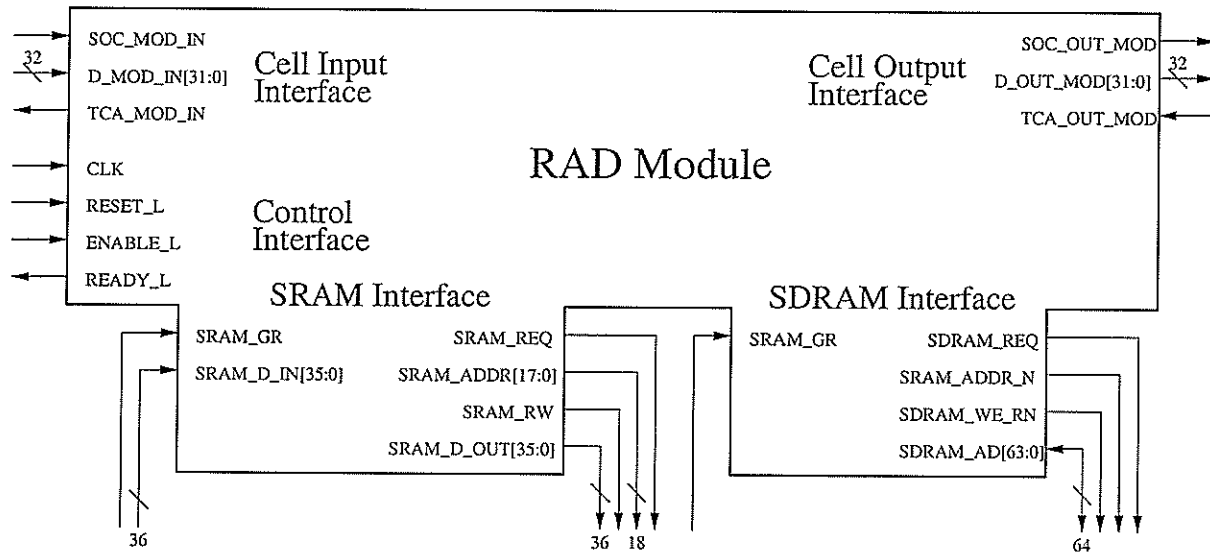 SOC_MOD_IN
32
D_MOD_IN[31:0]
TCA_MOD_IN
Cell Input
Interface
CLK
RESET_L
ENABLE_L
READY_L
Control
Interface
RAD Module
Cell Output
Interface
SOC_OUT_MOD
32
D_OUT_MOD[31:0]
TCA_OUT_MOD
SRAM Interface
SRAM_GR
SRAM_D_IN[35:0]
SRAM_REQ
SRAM_ADDR[17:0]
SRAM_RW
SRAM_D_OUT[35:0]
36
36
18
SDRAM Interface
SRAM_GR
SDRAM_REQ
SRAM_ADDR_N
SDRAM_WE_RN
SDRAM_AD[63:0]
64